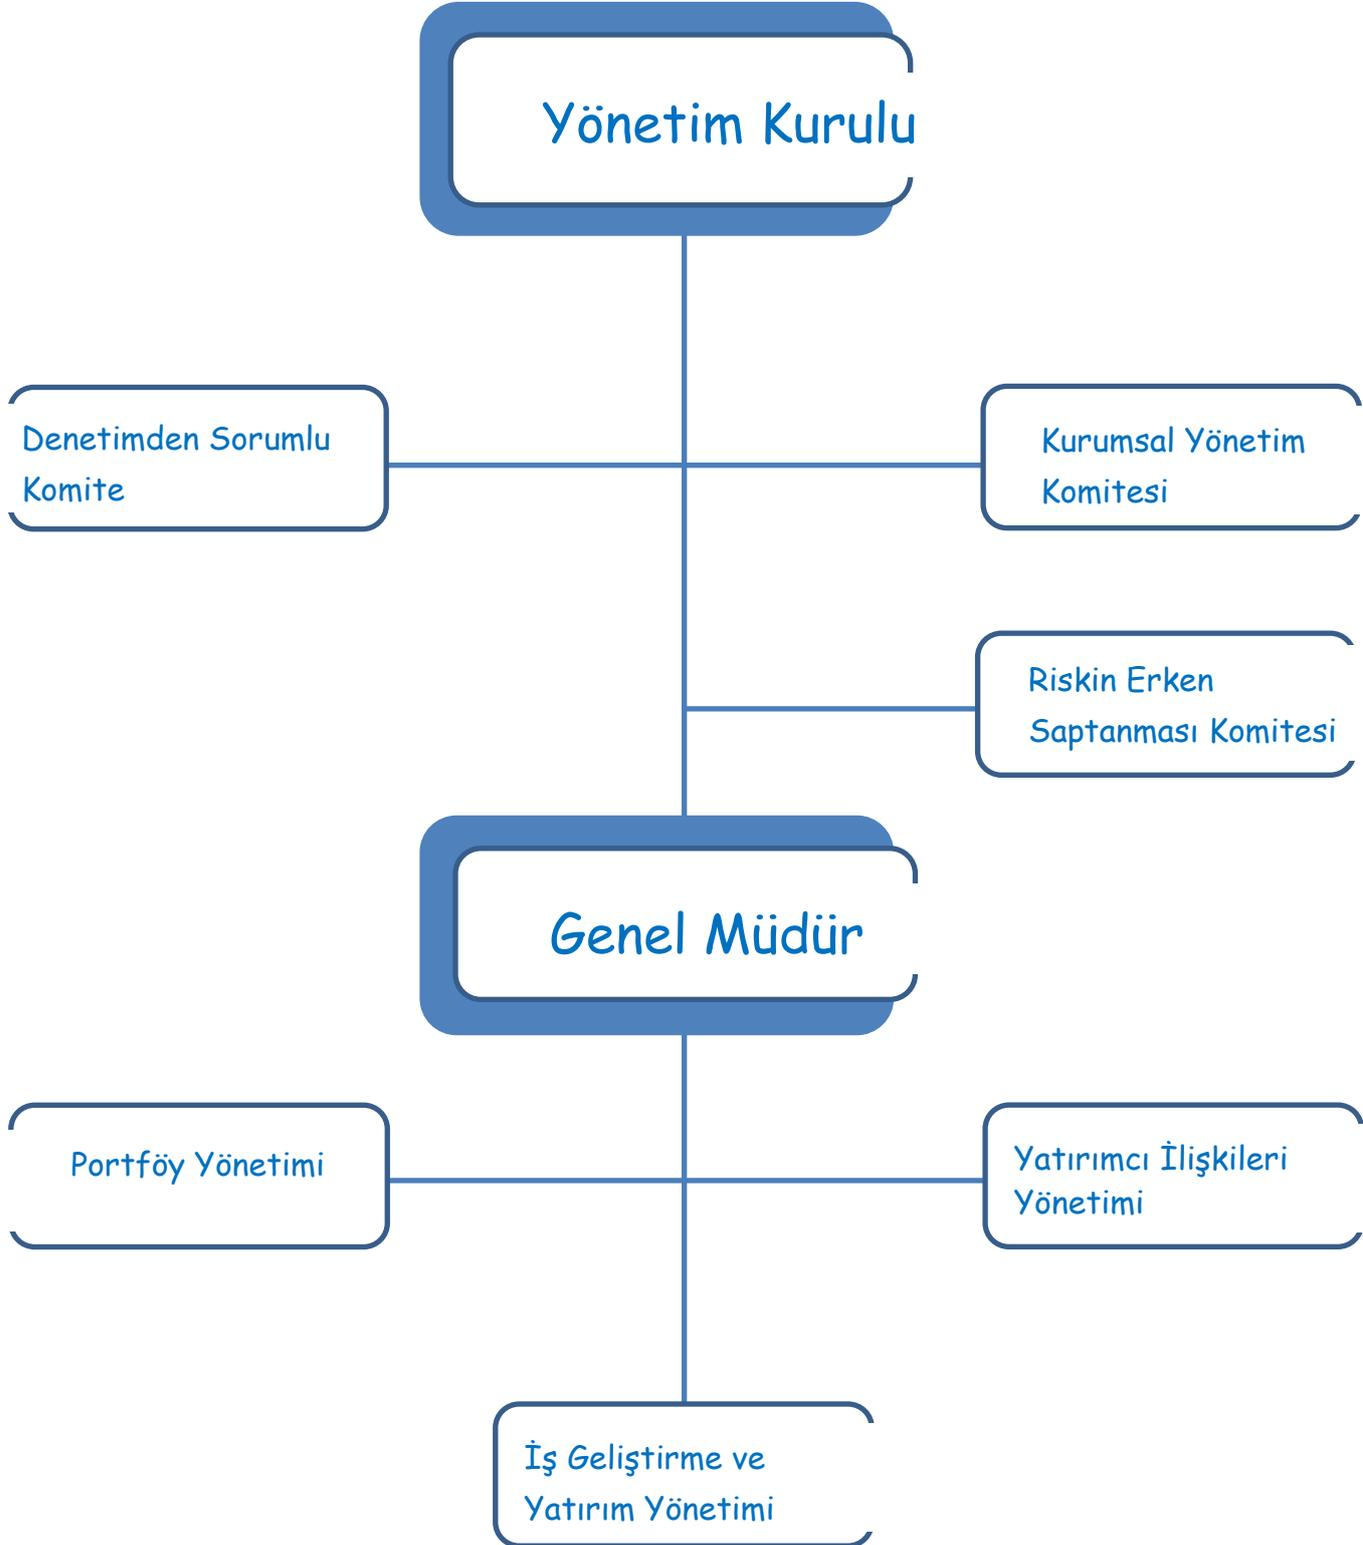 Yönetim Kurulu
Denetimden Sorumlu
Komite
Kurumsal Yönetim
Komitesi
Riskin Erken
Saptanması Komitesi
Genel Müdür
Portföy Yönetimi
Yatırımcı İlişkileri
Yönetimi
İş Geliştirme ve
Yatırım Yönetimi